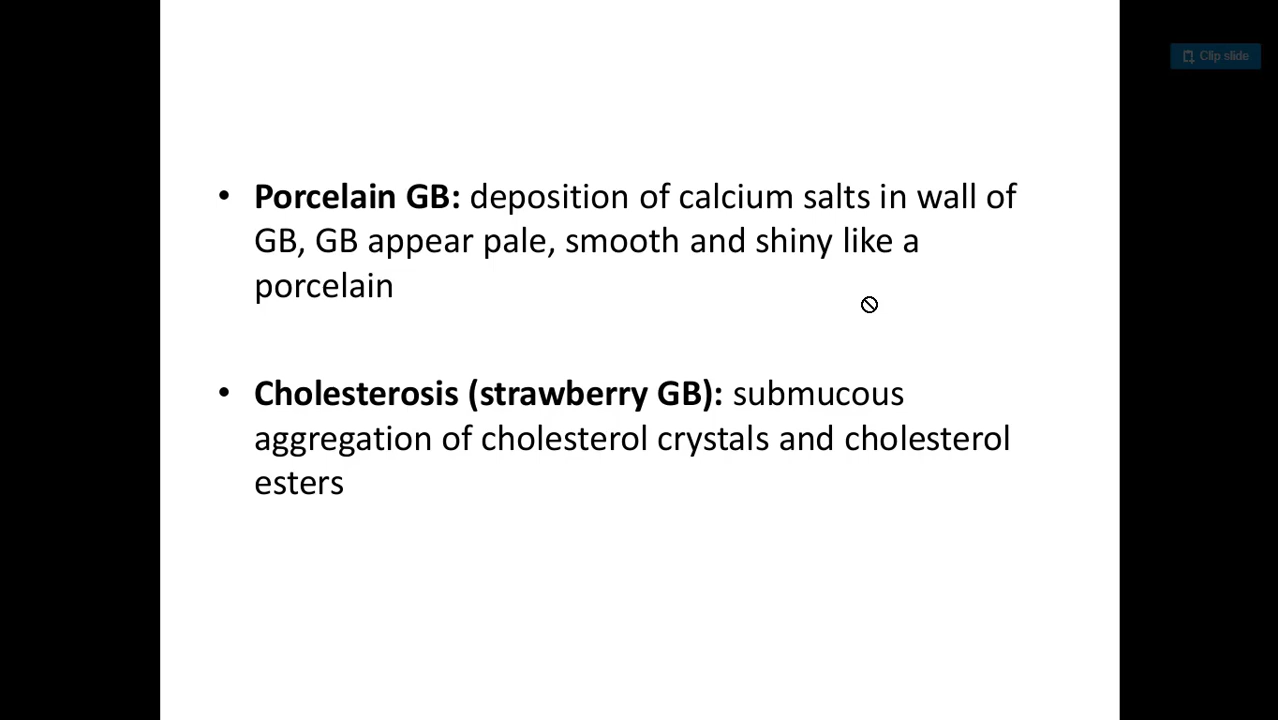 Clip slide
• Porcelain GB: deposition of calcium salts in wall of
GB, GB appear pale, smooth and shiny like a
porcelain
• Cholesterosis (strawberry GB): submucous
aggregation of cholesterol crystals and cholesterol
esters